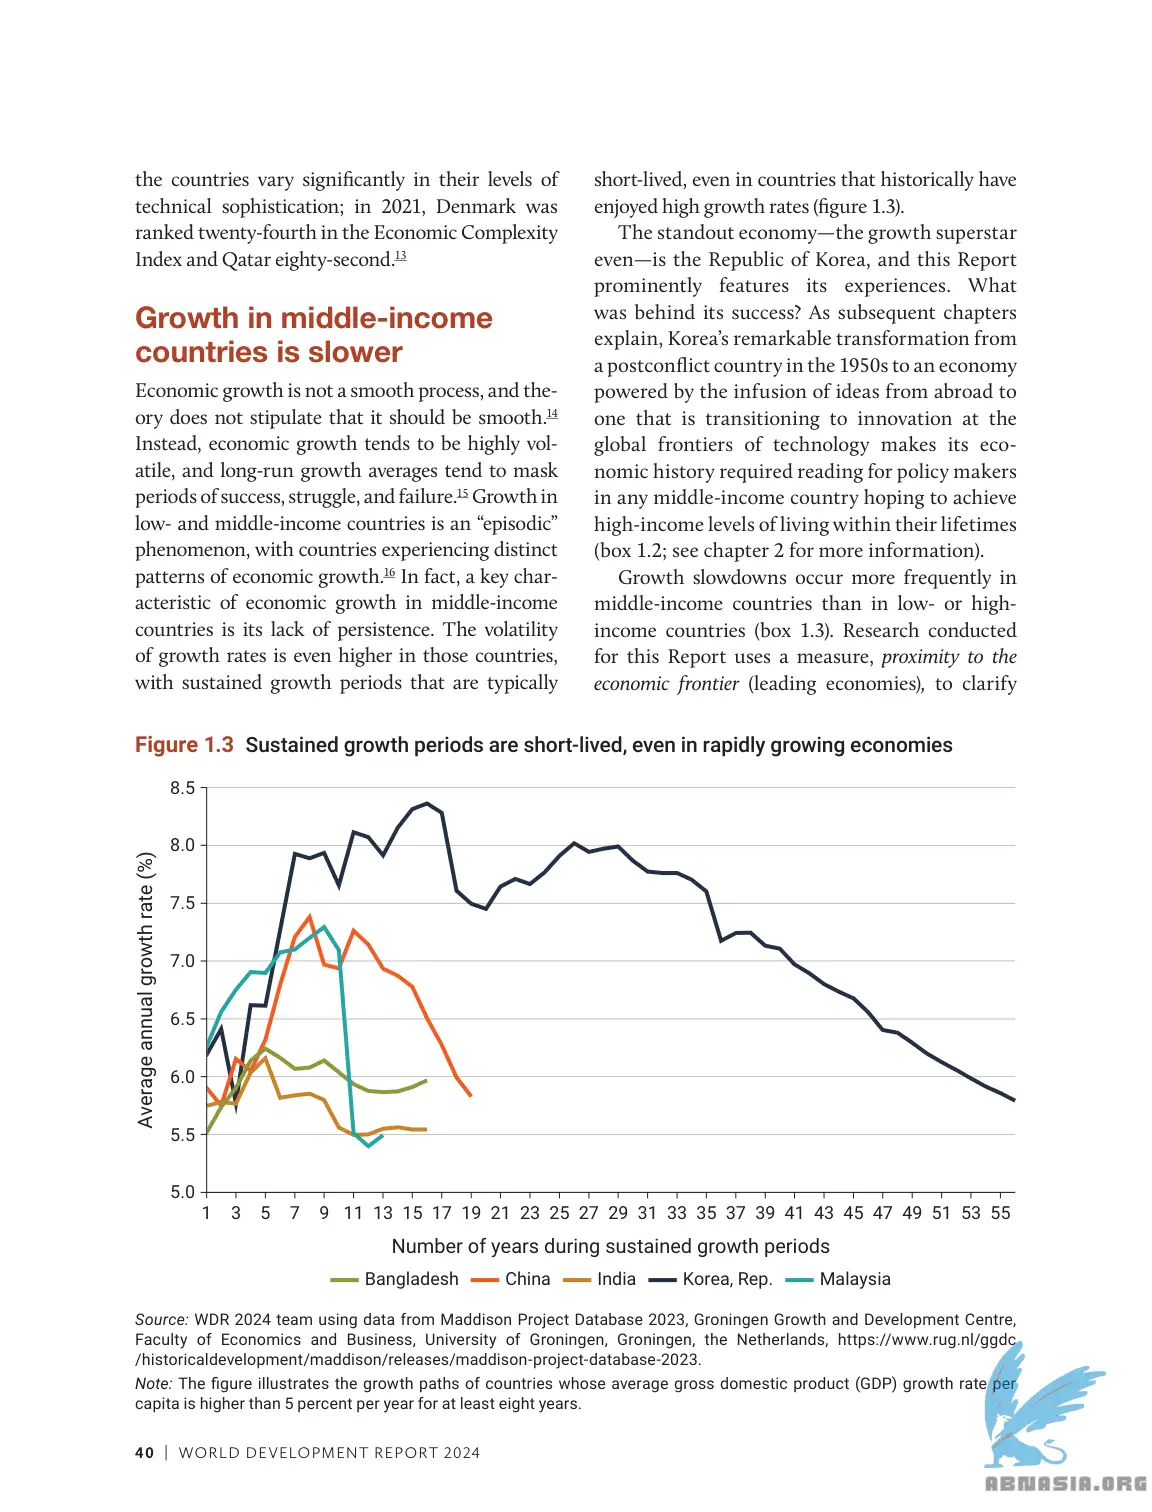 the countries vary significantly in their levels of
technical sophistication; in 2021, Denmark was
ranked twenty-fourth in the Economic Complexity
Index and Qatar eighty-second.13
Growth in middle-income
countries is slower
Economic growth is not a smooth process, and the-
ory does not stipulate that it should be smooth.14
Instead, economic growth tends to be highly vol-
atile, and long-run growth averages tend to mask
periods of success, struggle, and failure.15 Growth in
low- and middle-income countries is an “episodic”
phenomenon, with countries experiencing distinct
patterns of economic growth.16 In fact, a key char-
acteristic of economic growth in middle-income
countries is its lack of persistence. The volatility
of growth rates is even higher in those countries,
with sustained growth periods that are typically
short-lived, even in countries that historically have
enjoyed high growth rates (figure 1.3).
The standout economy—the growth superstar
even—is the Republic of Korea, and this Report
prominently features its experiences. What
was behind its success? As subsequent chapters
explain, Korea’s remarkable transformation from
a postconflict country in the 1950s to an economy
powered by the infusion of ideas from abroad to
one that is transitioning to innovation at the
global frontiers of technology makes its eco-
nomic history required reading for policy makers
in any middle-income country hoping to achieve
high-income levels of living within their lifetimes
(box 1.2; see chapter 2 for more information).
Growth slowdowns occur more frequently in
middle-income countries than in low- or high-
income countries (box 1.3). Research conducted
for this Report uses a measure, proximity to the
economic frontier (leading economies), to clarify
Figure 1.3 Sustained growth periods are short-lived, even in rapidly growing economies
Average annual growth rate (%)
8.5
8.0
7.5
7.0
6.5
6.0
5.5
5.0
1 3 5 7 9 11 13 15 17 19 21 23 25 27 29 31 33 35 37 39 41 43 45 47 49 51 53 55
Number of years during sustained growth periods
Bangladesh China India Korea, Rep. Malaysia
Source: WDR 2024 team using data from Maddison Project Database 2023, Groningen Growth and Development Centre,
Faculty of Economics and Business, University of Groningen, Groningen, the Netherlands, https://www.rug.nl/ggdc
/historicaldevelopment/maddison/releases/maddison-project-database-2023.
Note: The figure illustrates the growth paths of countries whose average gross domestic product (GDP) growth rate per
capita is higher than 5 percent per year for at least eight years.
40 | WORLD DEVELOPMENT REPORT 2024
ABNASIA.ORG